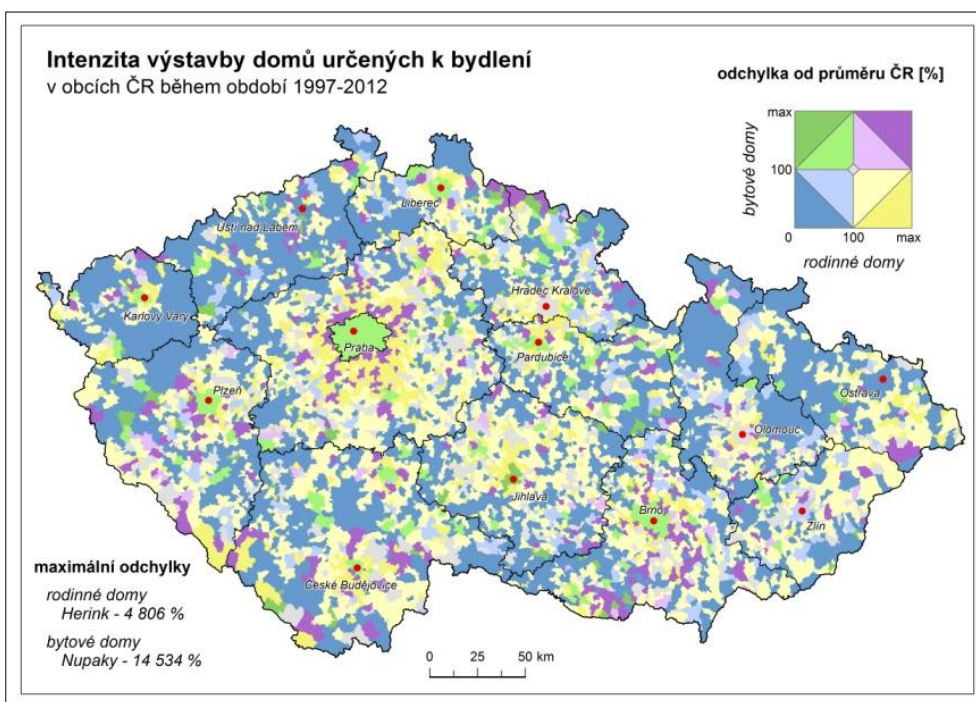 Intenzita výstavby domů určených k bydlení
v obcích ČR během období 1997-2012
odchylka od průměru ČR [%]
max
bytové domy
100
0
100
max
rodinné domy
Liberec
Ústí nad Labem
Karlovy Vary
Hradec Králové
Praha
Pardubice
Plzeň
Ostrava
Olomouc
Jihlava
Brno
Zlín
České Budějovice
maximální odchylky
rodinné domy
Herink - 4 806 %
bytové domy
Nupaky - 14 534 %
0 25 50 km